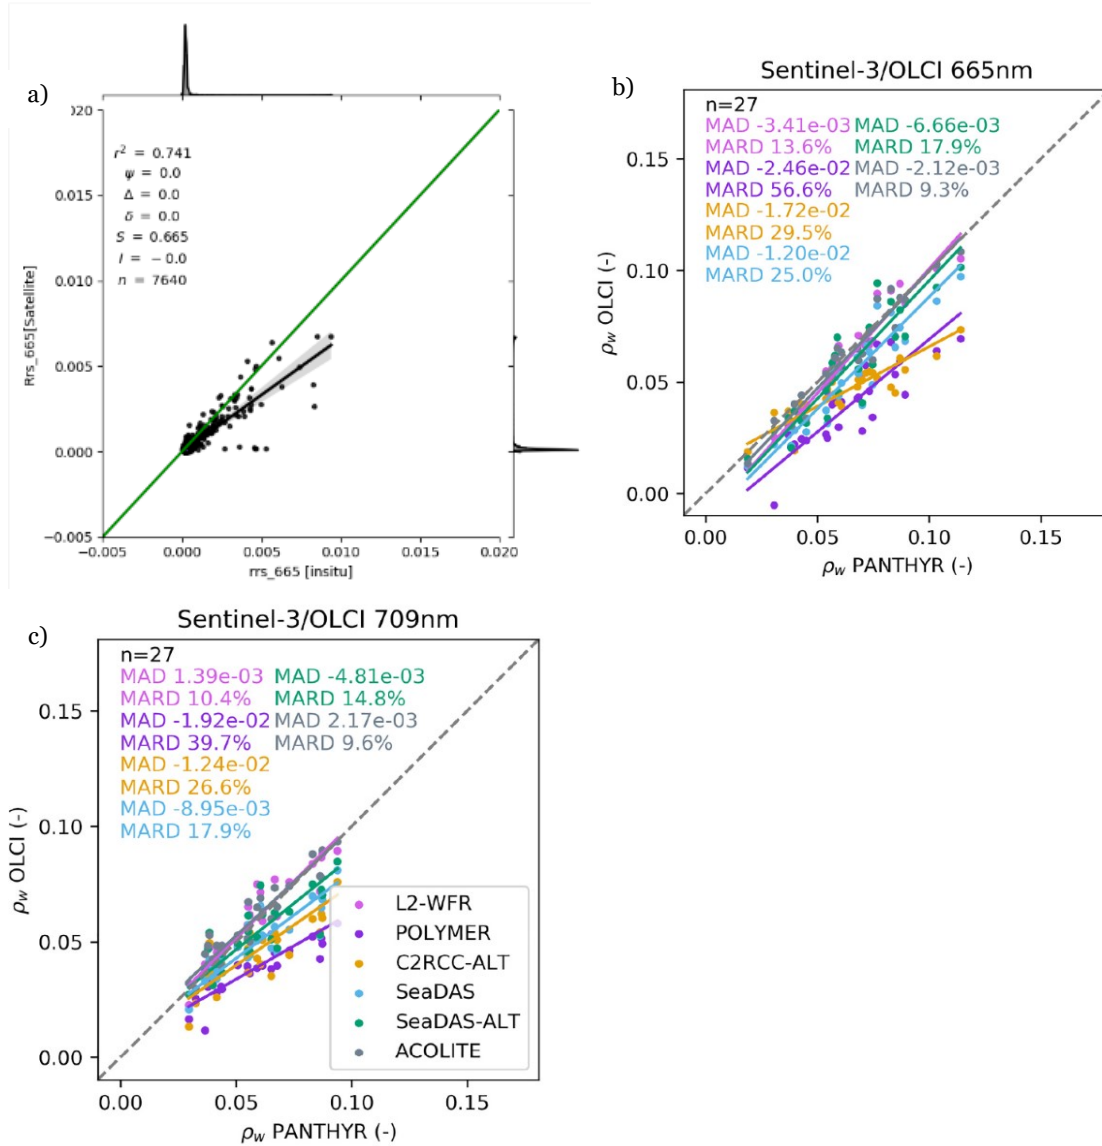 a)
r² = 0.741
ψ = 0.0
Δ = 0.0
δ = 0.0
S = 0.665
I = −0.0
n = 7640
Rrs_665[Satellite]
020
0.015
0.010
0.005
0.000
−0.005
−0.005 0.000 0.005 0.010 0.015 0.020
rrs_665 [insitu]
b)
Sentinel-3/OLCI 665nm
n=27
MAD -3.41e-03 MAD -6.66e-03
MARD 13.6% MARD 17.9%
MAD -2.46e-02 MAD -2.12e-03
MARD 56.6% MARD 9.3%
MAD -1.72e-02
MARD 29.5%
MAD -1.20e-02
MARD 25.0%
ρw OLCI (-)
0.15
0.10
0.05
0.00
0.00 0.05 0.10 0.15
ρw PANTHYR (-)
c)
Sentinel-3/OLCI 709nm
n=27
MAD 1.39e-03 MAD -4.81e-03
MARD 10.4% MARD 14.8%
MAD -1.92e-02 MAD 2.17e-03
MARD 39.7% MARD 9.6%
MAD -1.24e-02
MARD 26.6%
MAD -8.95e-03
MARD 17.9%
ρw OLCI (-)
0.15
0.10
0.05
0.00
L2-WFR
POLYMER
C2RCC-ALT
SeaDAS
SeaDAS-ALT
ACOLITE
0.00 0.05 0.10 0.15
ρw PANTHYR (-)